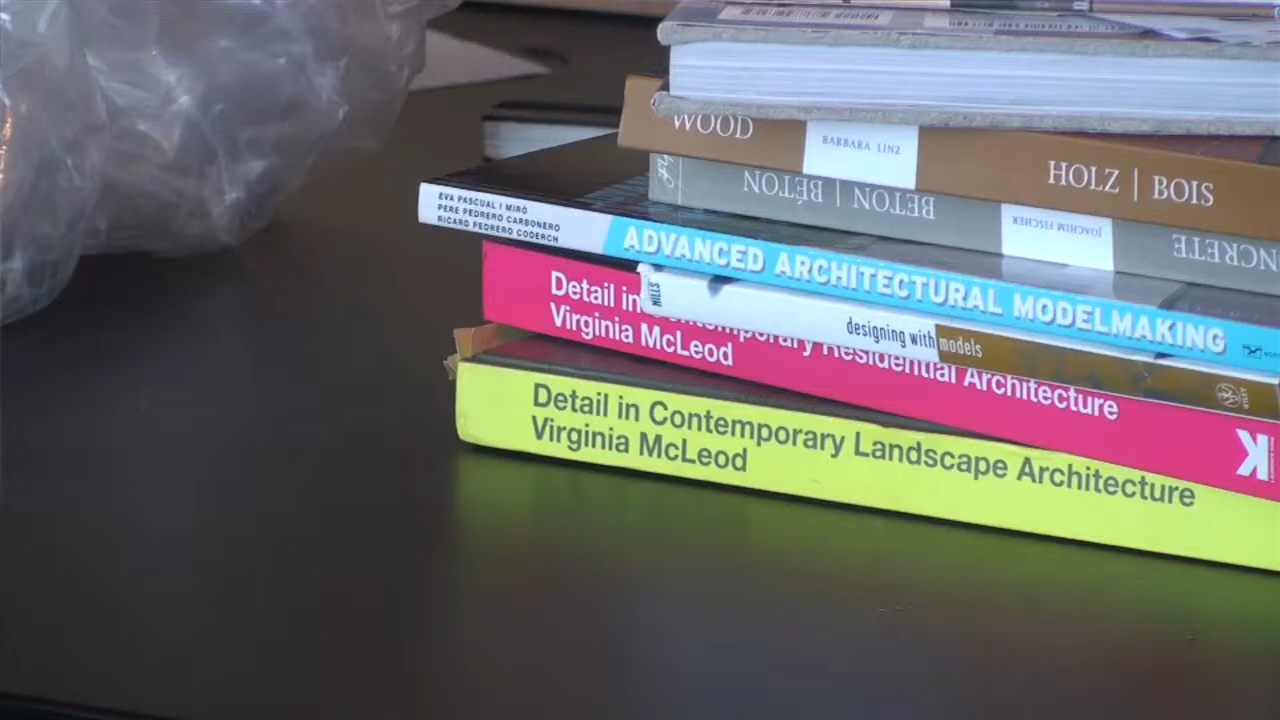 WOOD
BARBARA LINZ
HOLZ | BOIS
BETON | BÉTON
JOACHIM FISCHER
EVA PASCUAL I MIRÓ
PERE PEDRERO CARBONERO
RICARD PEDRERO CODERCH
ADVANCED ARCHITECTURAL MODELMAKING
MILLS
designing with models
WILEY
Detail in Contemporary Residential Architecture
Virginia McLeod
Detail in Contemporary Landscape Architecture
Virginia McLeod